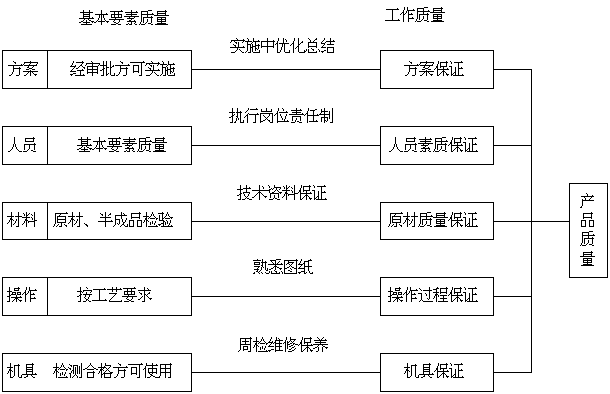 基本要素质量
工作质量
实施中优化总结
方案
经审批方可实施
方案保证
执行岗位责任制
人员
基本要素质量
人员素质保证
技术资料保证
材料
原材、半成品检验
原材质量保证
产品质量
熟悉图纸
操作
按工艺要求
操作过程保证
周检维修保养
机具
检测合格方可使用
机具保证